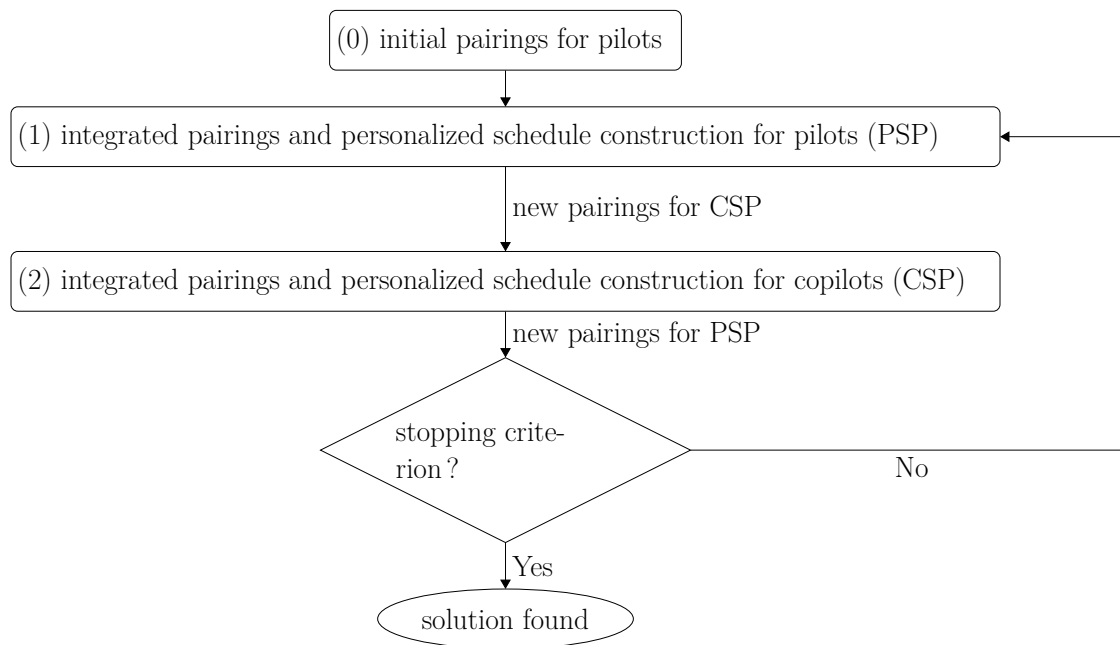 (0) initial pairings for pilots
(1) integrated pairings and personalized schedule construction for pilots (PSP)
new pairings for CSP
(2) integrated pairings and personalized schedule construction for copilots (CSP)
new pairings for PSP
stopping crite-
rion ?
No
Yes
solution found